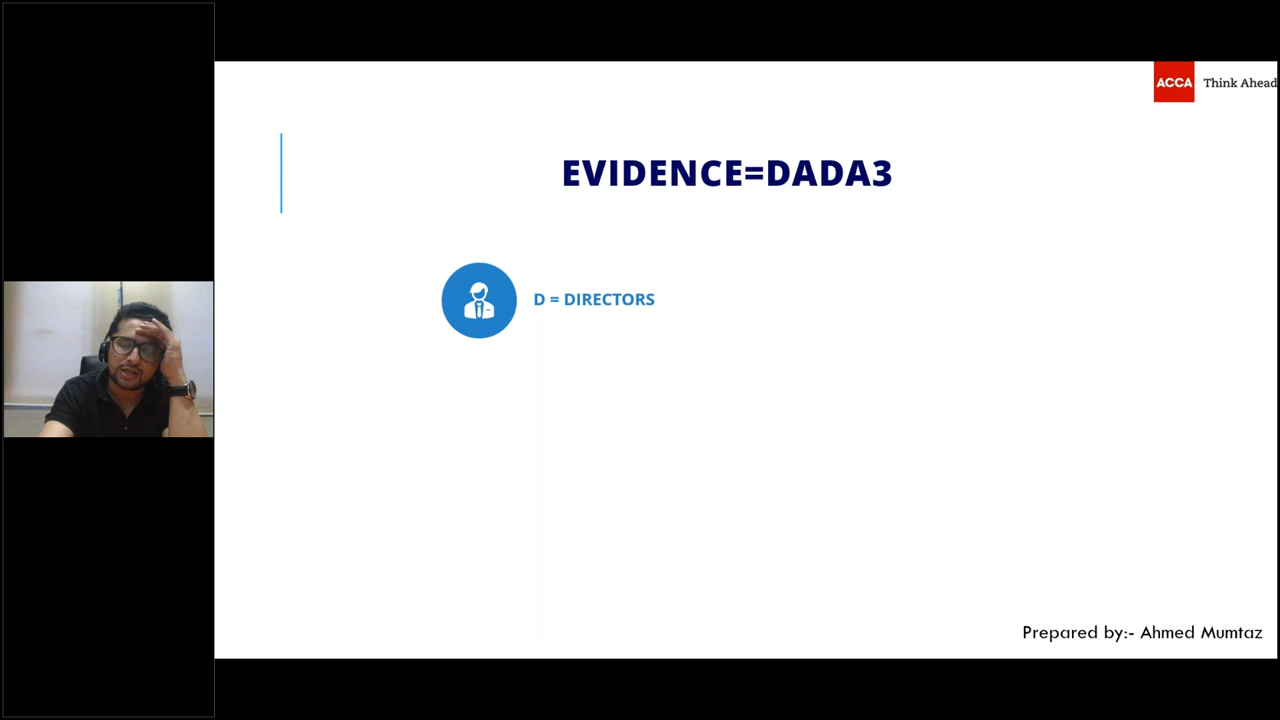 ACCA Think Ahead
EVIDENCE=DADA3
D = DIRECTORS
Prepared by:- Ahmed Mumtaz